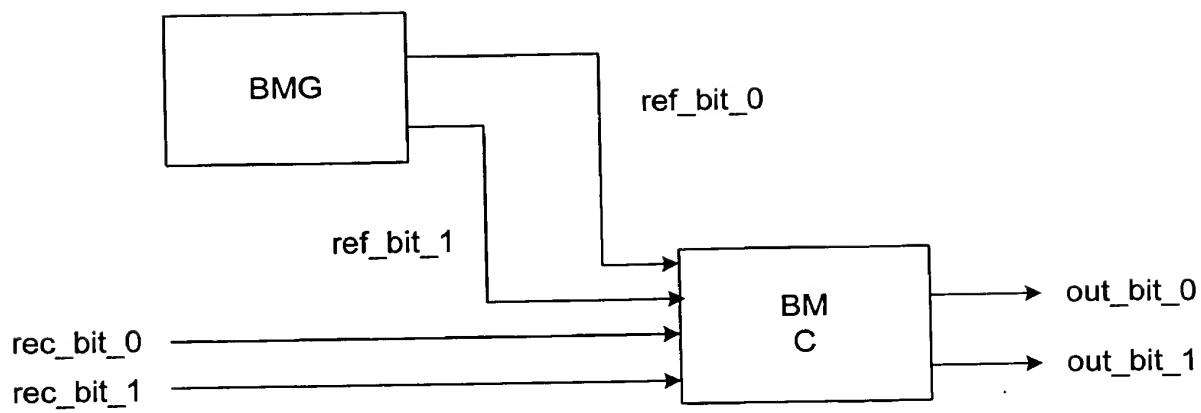 BMG
ref_bit_0
ref_bit_1
BM
C
out_bit_0
rec_bit_0
out_bit_1
rec_bit_1